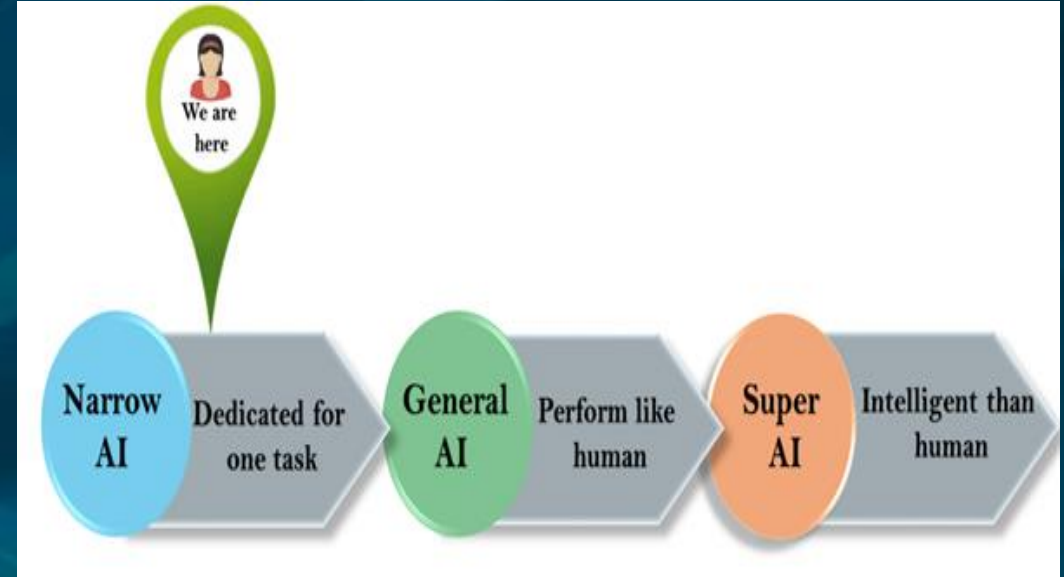 We are
here
Narrow
AI
Dedicated for
one task
General
AI
Perform like
human
Super
AI
Intelligent than
human